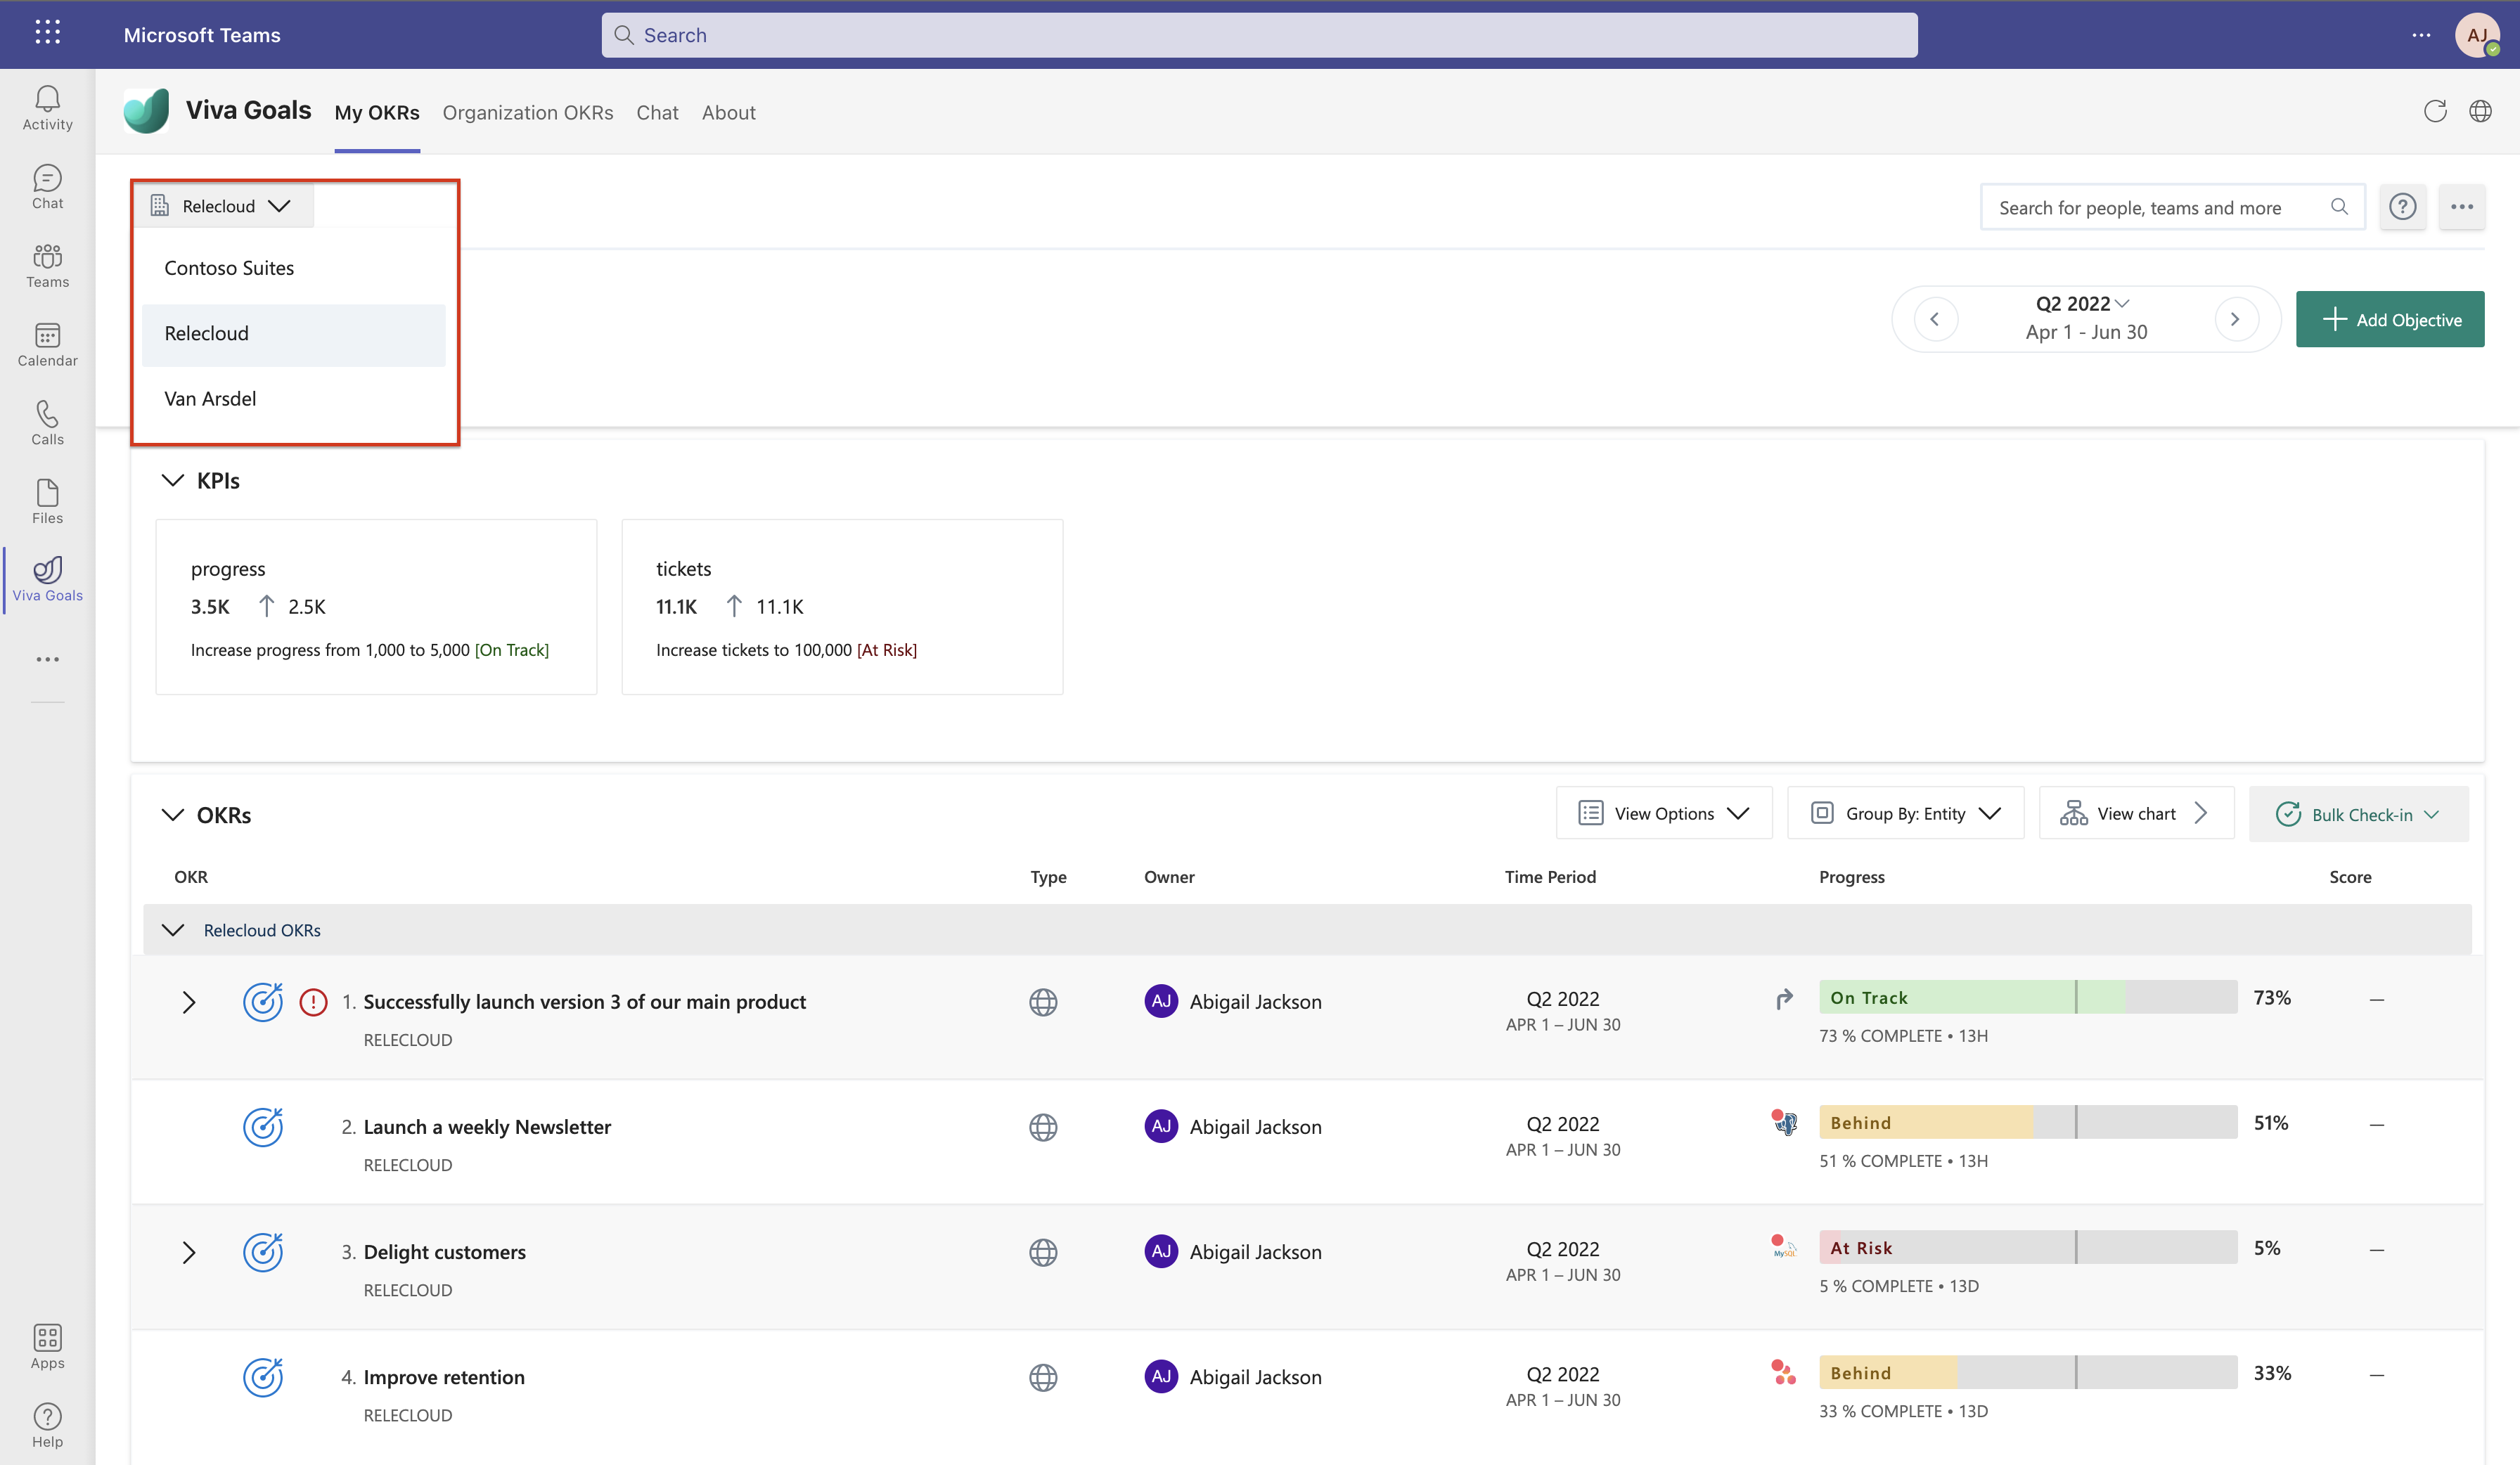 Microsoft Teams
Search
AJ
Activity
Chat
Teams
Calendar
Calls
Files
Viva Goals
Apps
Help
Viva Goals
My OKRs
Organization OKRs
Chat
About
Relecloud
Contoso Suites
Relecloud
Van Arsdel
Search for people, teams and more
Q2 2022
Apr 1 - Jun 30
Add Objective
KPIs
progress
3.5K ↑ 2.5K
Increase progress from 1,000 to 5,000 [On Track]
tickets
11.1K ↑ 11.1K
Increase tickets to 100,000 [At Risk]
OKRs
View Options
Group By: Entity
View chart
Bulk Check-in
OKR Type Owner Time Period Progress Score
Relecloud OKRs
1. Successfully launch version 3 of our main product
RELECLOUD
AJ Abigail Jackson
Q2 2022
APR 1 – JUN 30
On Track 73% —
73 % COMPLETE • 13H
2. Launch a weekly Newsletter
RELECLOUD
AJ Abigail Jackson
Q2 2022
APR 1 – JUN 30
Behind 51% —
51 % COMPLETE • 13H
3. Delight customers
RELECLOUD
AJ Abigail Jackson
Q2 2022
APR 1 – JUN 30
MySQL
At Risk 5% —
5 % COMPLETE • 13D
4. Improve retention
RELECLOUD
AJ Abigail Jackson
Q2 2022
APR 1 – JUN 30
Behind 33% —
33 % COMPLETE • 13D